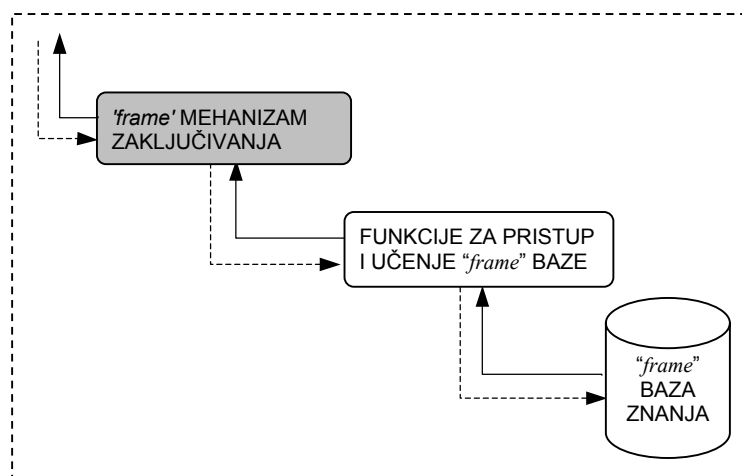 'frame' MEHANIZAM
ZAKLJUČIVANJA
FUNKCIJE ZA PRISTUP
I UČENJE “frame” BAZE
“frame”
BAZA
ZNANJA